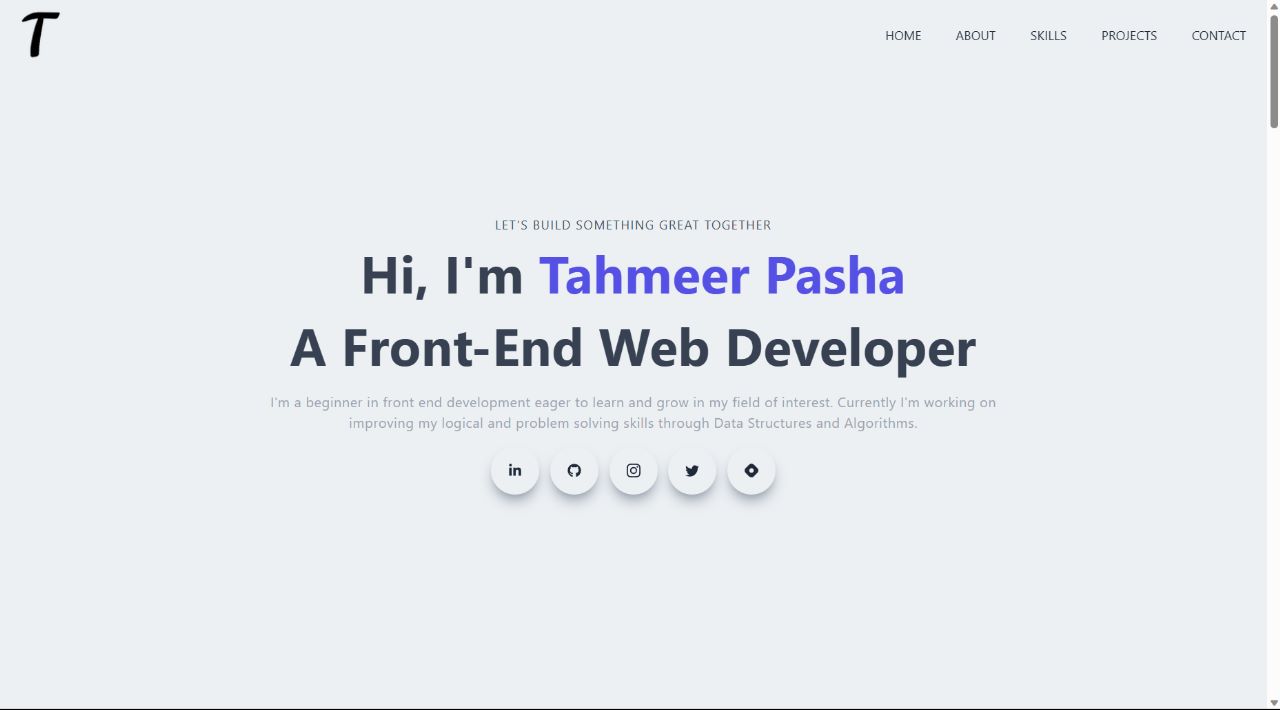 T
HOME ABOUT SKILLS PROJECTS CONTACT
LET'S BUILD SOMETHING GREAT TOGETHER
Hi, I'm Tahmeer Pasha
A Front-End Web Developer
I'm a beginner in front end development eager to learn and grow in my field of interest. Currently I'm working on
improving my logical and problem solving skills through Data Structures and Algorithms.
in